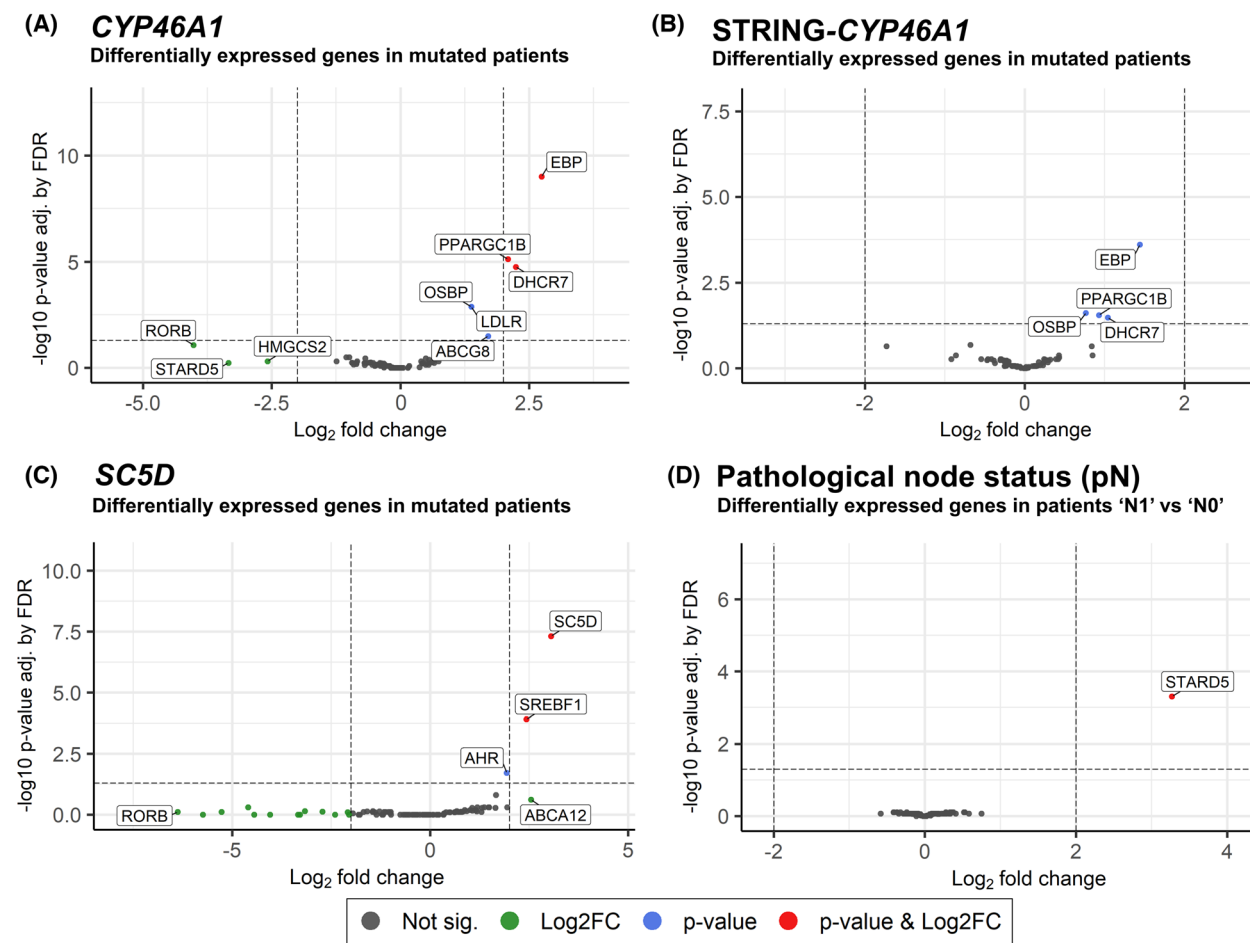 (A) CYP46A1
Differentially expressed genes in mutated patients
-log10 p-value adj. by FDR
10
5
0
EBP
PPARGC1B
DHCR7
OSBP
LDLR
RORB
HMGCS2
ABCG8
STARD5
-5.0 -2.5 0 2.5
Log2 fold change
(B) STRING-CYP46A1
Differentially expressed genes in mutated patients
-log10 p-value adj. by FDR
7.5
5.0
2.5
0.0
EBP
PPARGC1B
OSBP
DHCR7
-2 0 2
Log2 fold change
(C) SC5D
Differentially expressed genes in mutated patients
-log10 p-value adj. by FDR
10.0
7.5
5.0
2.5
0.0
SC5D
SREBF1
AHR
RORB
ABCA12
-5 0 5
Log2 fold change
(D) Pathological node status (pN)
Differentially expressed genes in patients ‘N1’ vs ‘N0’
-log10 p-value adj. by FDR
6
4
2
0
STARD5
-2 0 2 4
Log2 fold change
Not sig. Log2FC p-value p-value & Log2FC